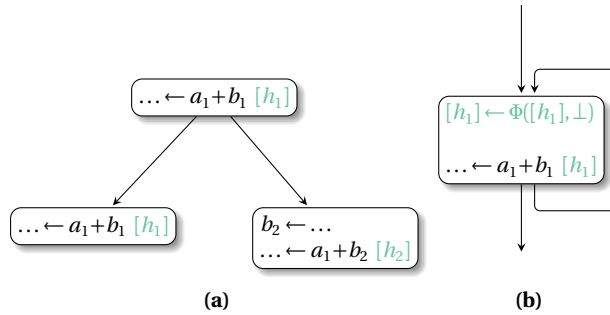 … ← a₁+b₁ [h₁]
… ← a₁+b₁ [h₁]
b₂ ← …
… ← a₁+b₂ [h₂]
(a)
[h₁] ← Φ([h₁],⊥)
… ← a₁+b₁ [h₁]
(b)